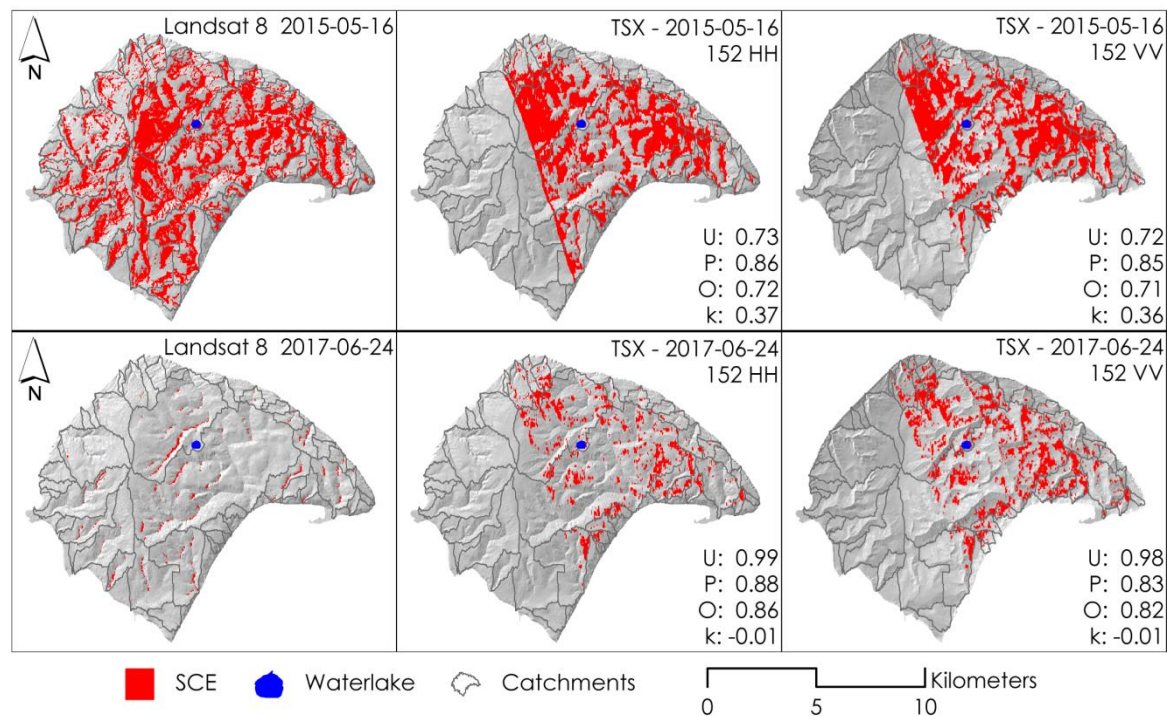 Landsat 8 2015-05-16
N
TSX - 2015-05-16
152 HH
U: 0.73
P: 0.86
O: 0.72
k: 0.37
TSX - 2015-05-16
152 VV
U: 0.72
P: 0.85
O: 0.71
k: 0.36
Landsat 8 2017-06-24
N
TSX - 2017-06-24
152 HH
U: 0.99
P: 0.88
O: 0.86
k: -0.01
TSX - 2017-06-24
152 VV
U: 0.98
P: 0.83
O: 0.82
k: -0.01
SCE Waterlake Catchments Kilometers
0 5 10